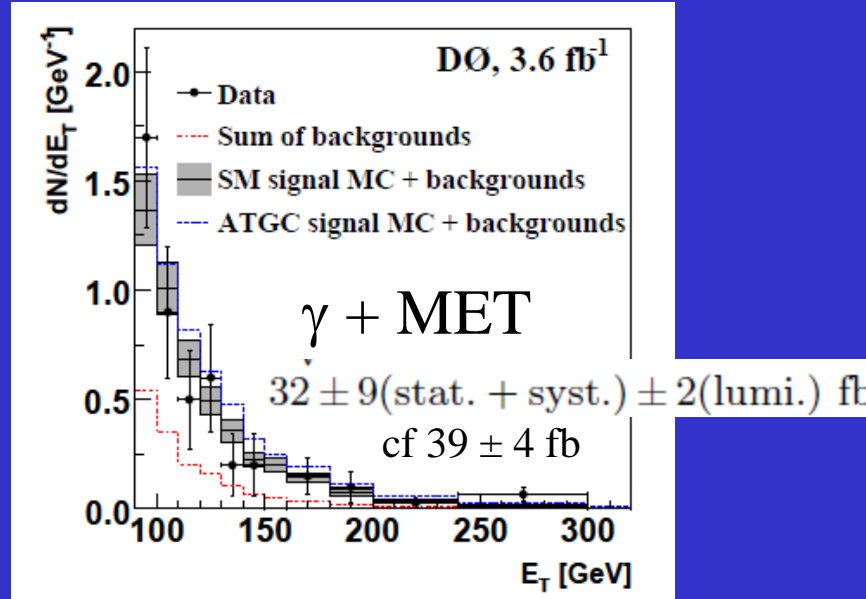 DØ, 3.6 fb⁻¹
Data
Sum of backgrounds
SM signal MC + backgrounds
ATGC signal MC + backgrounds
γ + MET
32 ± 9(stat. + syst.) ± 2(lumi.) fb
cf 39 ± 4 fb
dN/dE_T [GeV⁻¹]
2.0
1.5
1.0
0.5
0.0
100 150 200 250 300
E_T [GeV]